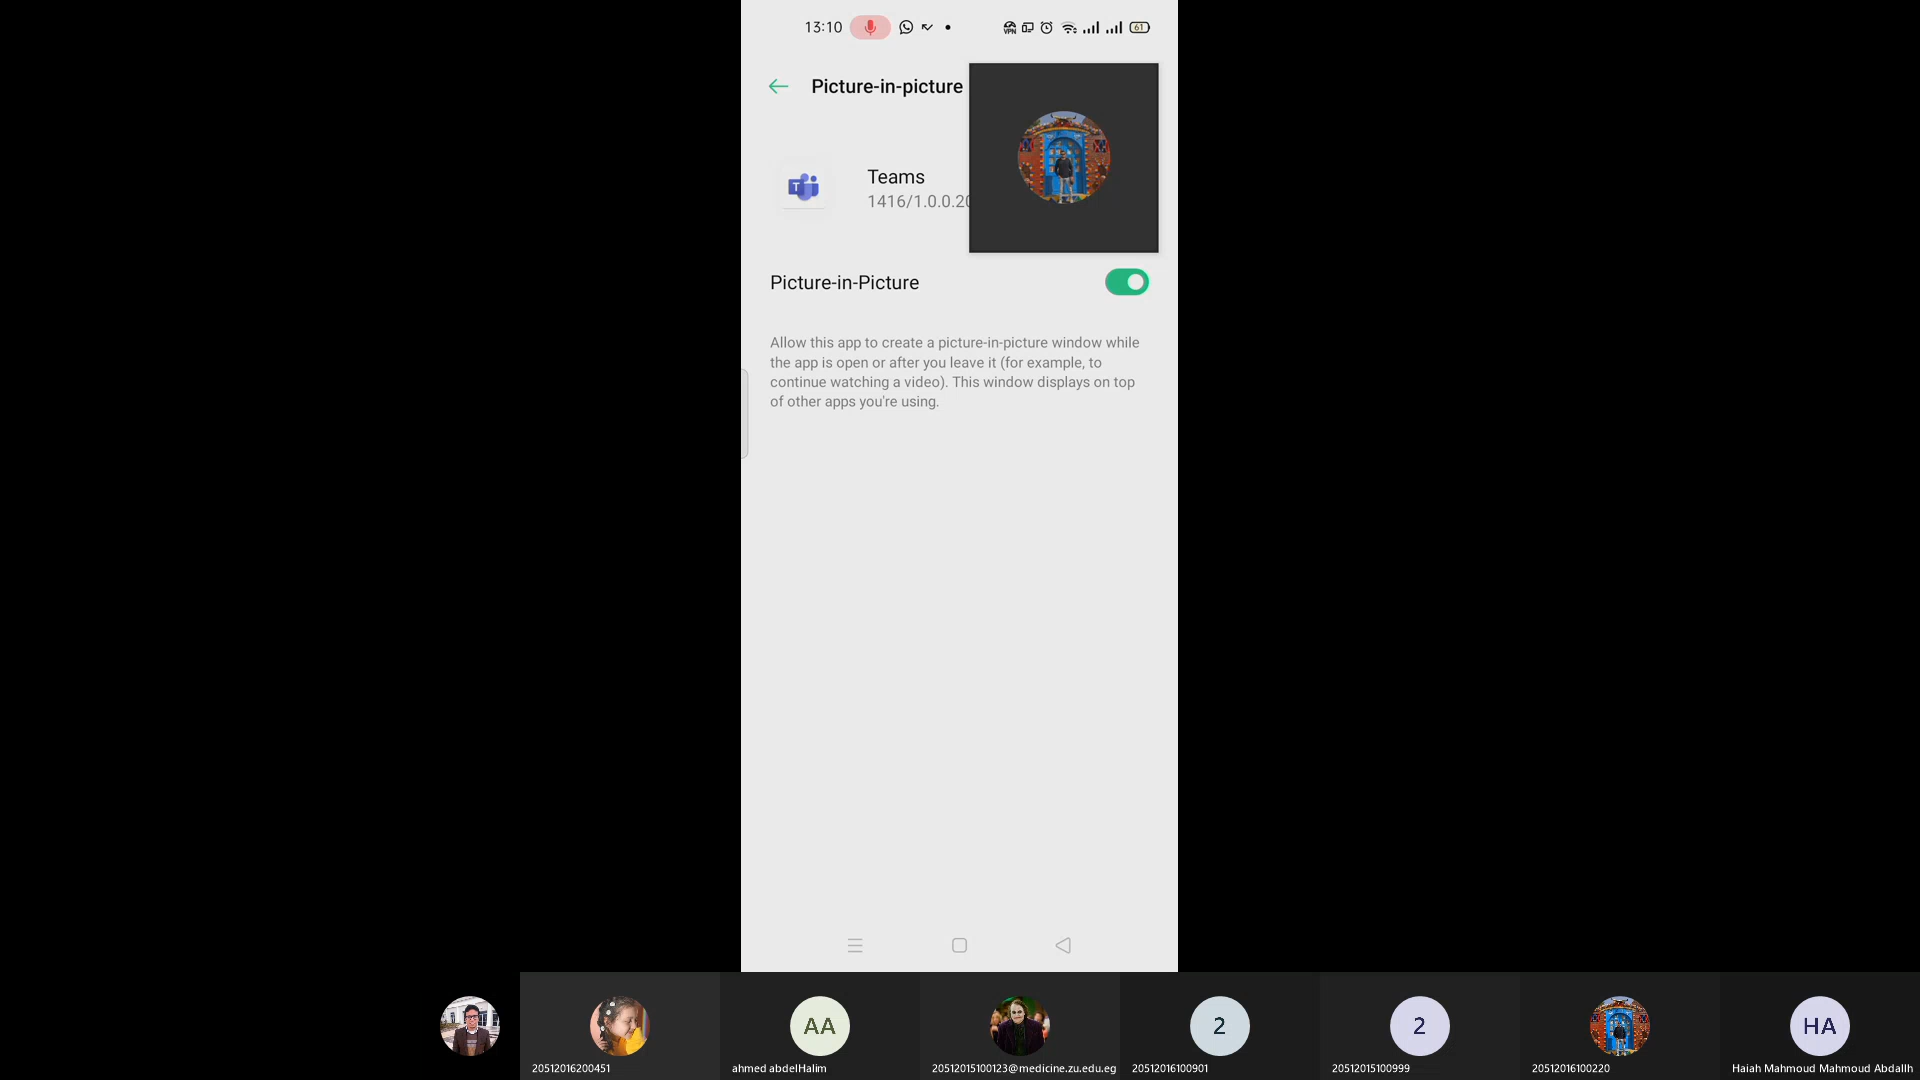 13:10
VPN
61
Picture-in-picture
T
Teams
1416/1.0.0.20
Picture-in-Picture
Allow this app to create a picture-in-picture window while
the app is open or after you leave it (for example, to
continue watching a video). This window displays on top
of other apps you're using.
AA
2
2
HA
20512016200451
ahmed abdelHalim
20512015100123@medicine.zu.edu.eg
20512016100901
20512015100999
20512016100220
Haiah Mahmoud Mahmoud Abdallh